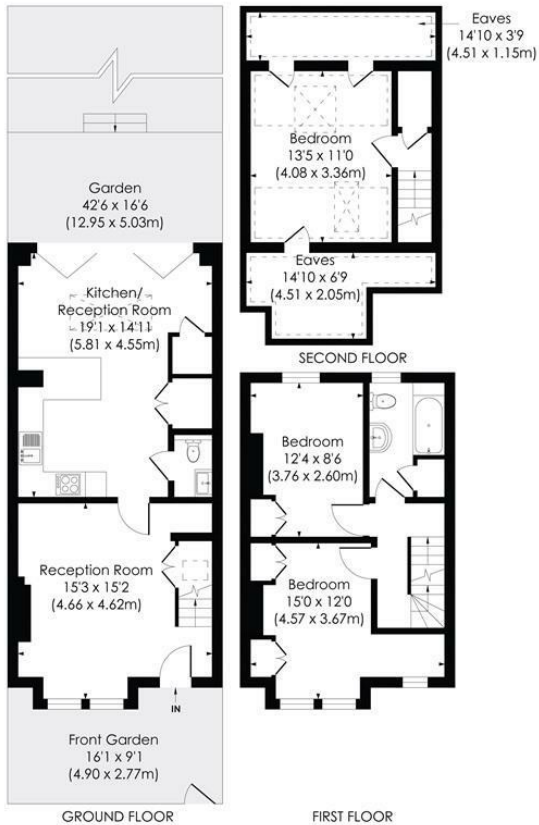 Garden
42'6 x 16'6
(12.95 x 5.03m)
Kitchen/
Reception Room
19'1 x 14'11
(5.81 x 4.55m)
Reception Room
15'3 x 15'2
(4.66 x 4.62m)
IN
Front Garden
16'1 x 9'1
(4.90 x 2.77m)
GROUND FLOOR
Eaves
14'10 x 3'9
(4.51 x 1.15m)
Bedroom
13'5 x 11'0
(4.08 x 3.36m)
Eaves
14'10 x 6'9
(4.51 x 2.05m)
SECOND FLOOR
Bedroom
12'4 x 8'6
(3.76 x 2.60m)
Bedroom
15'0 x 12'0
(4.57 x 3.67m)
FIRST FLOOR